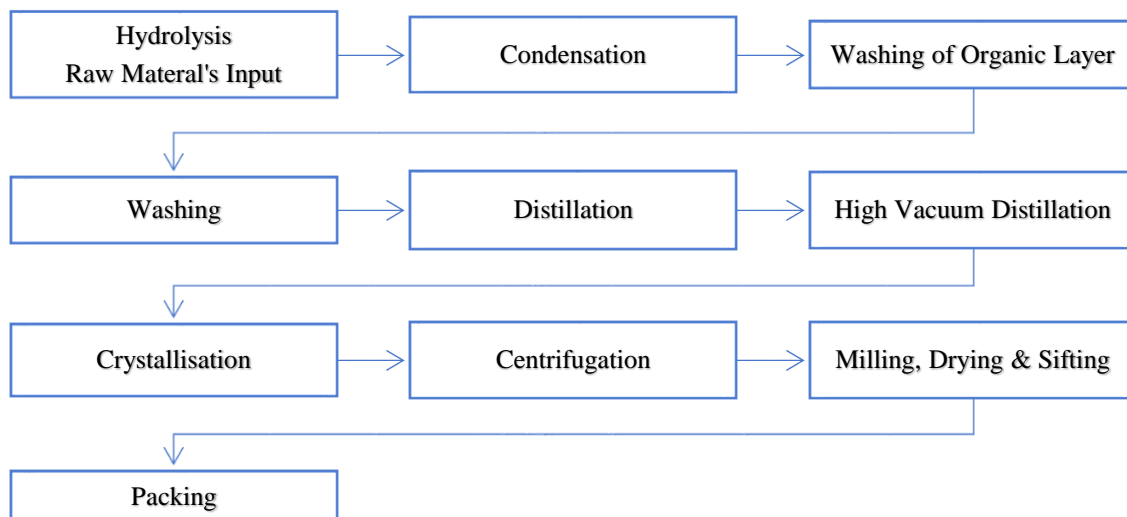 Hydrolysis
Raw Materal's Input
Condensation
Washing of Organic Layer
Washing
Distillation
High Vacuum Distillation
Crystallisation
Centrifugation
Milling, Drying & Sifting
Packing